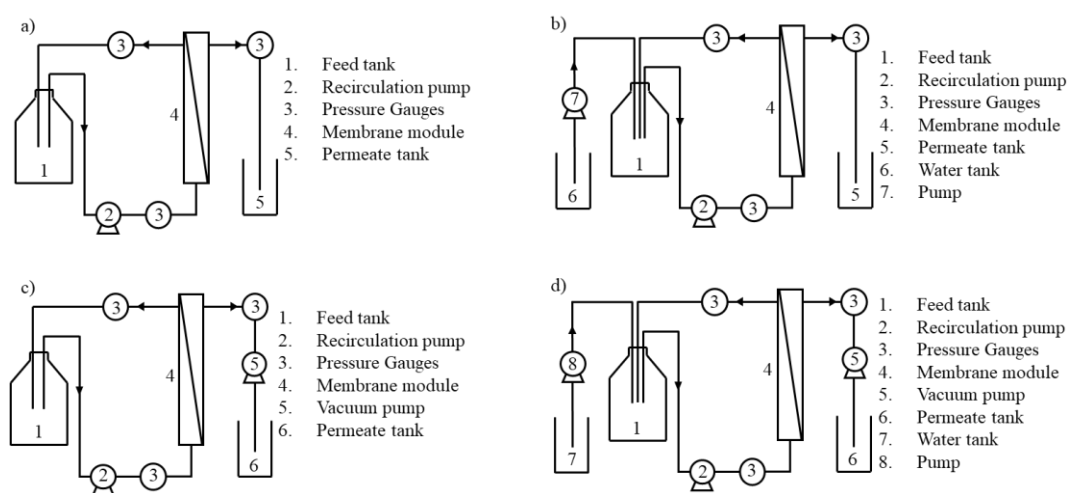 a)
3
3
4
1
2
3
5
1. Feed tank
2. Recirculation pump
3. Pressure Gauges
4. Membrane module
5. Permeate tank
b)
3
3
7
4
6
1
2
3
5
1. Feed tank
2. Recirculation pump
3. Pressure Gauges
4. Membrane module
5. Permeate tank
6. Water tank
7. Pump
c)
3
3
5
4
1
2
3
6
1. Feed tank
2. Recirculation pump
3. Pressure Gauges
4. Membrane module
5. Vacuum pump
6. Permeate tank
d)
3
3
8
5
4
7
1
2
3
6
1. Feed tank
2. Recirculation pump
3. Pressure Gauges
4. Membrane module
5. Vacuum pump
6. Permeate tank
7. Water tank
8. Pump